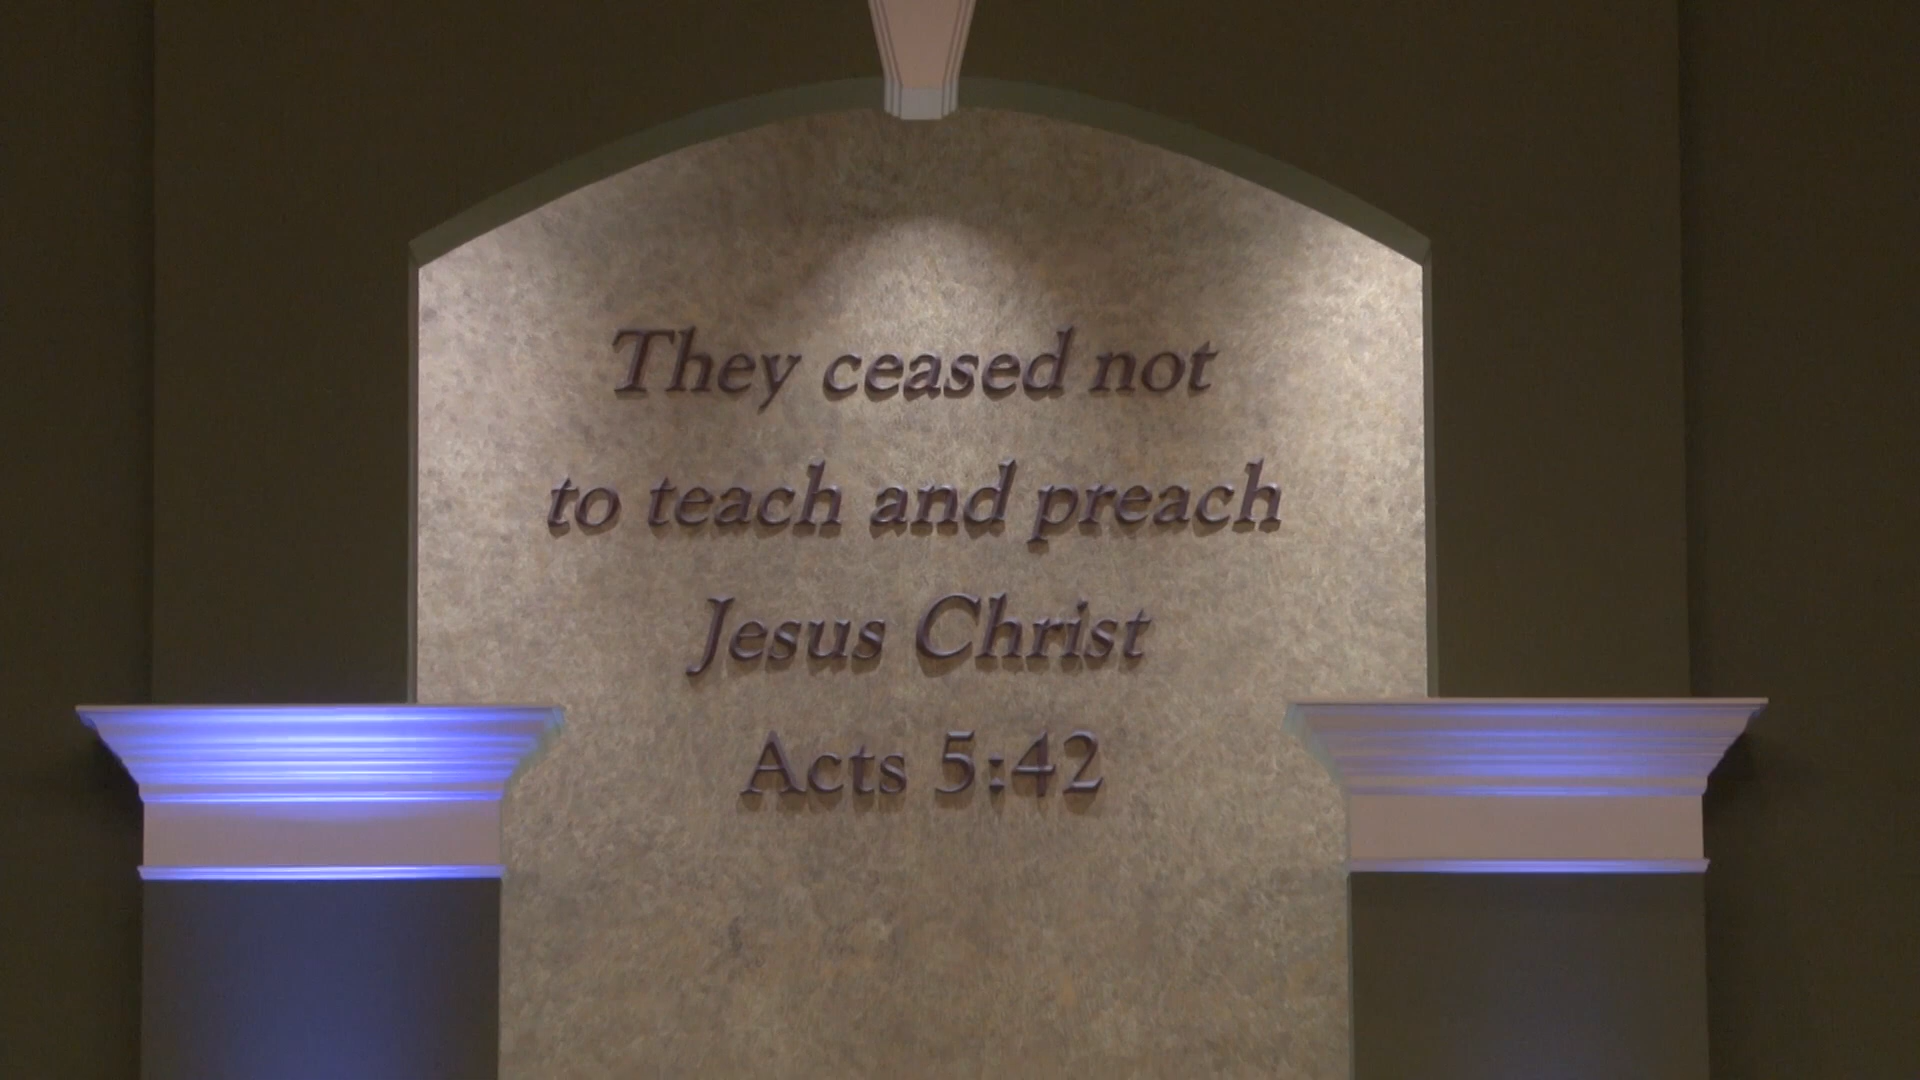 They ceased not
to teach and preach
Jesus Christ
Acts 5:42